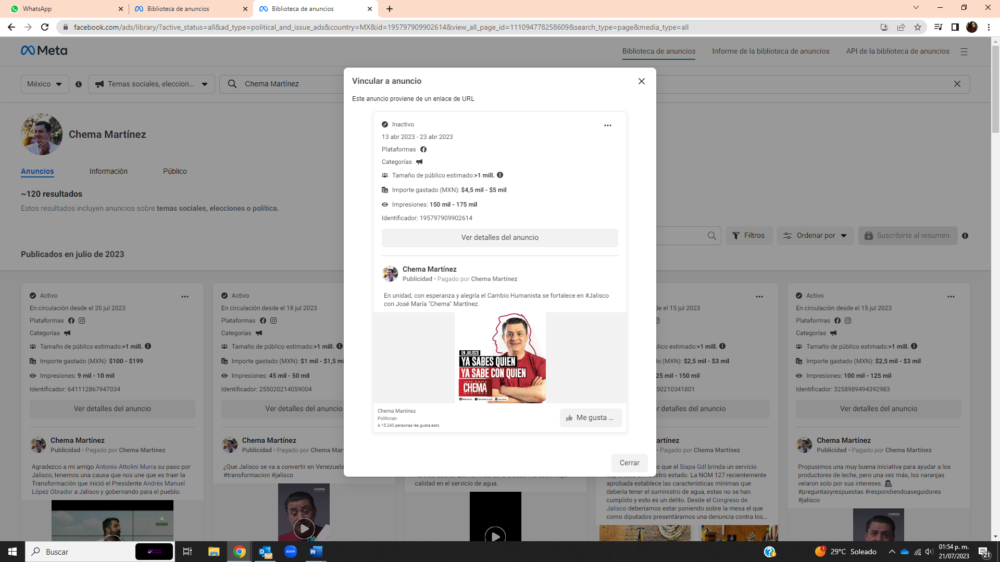 WhatsApp
Biblioteca de anuncios
Biblioteca de anuncios
facebook.com/ads/library/?active_status=all&ad_type=political_and_issue_ads&country=MX&id=195797909902614&view_all_page_id=111094778258609&search_type=page&media_type=all
Meta
Biblioteca de anuncios
Informe de la biblioteca de anuncios
API de la biblioteca de anuncios
México
Temas sociales, eleccion...
Chema Martínez
Chema Martínez
Anuncios
Información
Público
~120 resultados
Estos resultados incluyen anuncios sobre temas sociales, elecciones o política.
Filtros
Ordenar por
Suscribirte al resumen
Publicados en julio de 2023
Vincular a anuncio
Este anuncio proviene de un enlace de URL
Inactivo
13 abr 2023 - 23 abr 2023
Plataformas
Categorías
Tamaño de público estimado:>1 mill.
Importe gastado (MXN): $4,5 mil - $5 mil
Impresiones: 150 mil - 175 mil
Identificador: 195797909902614
Ver detalles del anuncio
Chema Martínez
Publicidad • Pagado por Chema Martínez
En unidad, con esperanza y alegría el Cambio Humanista se fortalece en #Jalisco
con José María "Chema" Martínez.
EN JALISCO
YA SABES QUIEN
YA SABE CON QUIEN
JOSÉ MARÍA
CHEMA
MARTÍNEZ
Chema Martínez
Politician
A 15.240 personas les gusta esto
Me gusta ...
Cerrar
Activo
En circulación desde el 20 jul 2023
Plataformas
Categorías
Tamaño de público estimado:>1 mill.
Importe gastado (MXN): $100 - $199
Impresiones: 9 mil - 10 mil
Identificador: 641112867947034
Ver detalles del anuncio
Chema Martínez
Publicidad • Pagado por Chema Martínez
Agradezco a mi amigo Antonio Attolini Murra su paso por
Jalisco, tenemos una causa que nos une que es traer la
Transformación que inició el Presidente Andrés Manuel
López Obrador a Jalisco y gobernando para el pueblo.
Activo
En circulación desde el 18 jul 2023
Plataformas
Categorías
Tamaño de público estimado:>1 mill.
Importe gastado (MXN): $1 mil - $1,5 mi
Impresiones: 45 mil - 50 mil
Identificador: 255020214059004
Ver detalles del anuncio
Chema Martínez
Publicidad • Pagado por Chema Mar
¿Que Jalisco se va a convertir en Venezuela
#transformacion #jalisco
CHEMA
calidad en el servicio de agua.
de el 15 jul 2023
blico estimado:>1 mill.
do (MXN): $2,5 mil - $3 mil
25 mil - 150 mil
50210341801
r detalles del anuncio
artínez
• Pagado por Chema Martínez
o que el Siapa Gdl brinda un servicio
estro estado. La NOM 127 recientemente
aprobada establece las características mínimas que
debería tener el suministro de agua, estas no se han
cumplido y esto es un delito. Desde el Congreso de
Jalisco deberíamos estar poniendo sobre la mesa el que
como diputados presentáramos una denuncia contra los...
Activo
En circulación desde el 15 jul 2023
Plataformas
Categorías
Tamaño de público estimado:>1 mill.
Importe gastado (MXN): $2,5 mil - $3 mil
Impresiones: 100 mil - 125 mil
Identificador: 3258989494392983
Ver detalles del anuncio
Chema Martínez
Publicidad • Pagado por Chema Martínez
Propusimos una muy buena iniciativa para ayudar a los
productores de leche, pero una vez más, los naranjas
velaron solo por sus intereses.
#preguntasyrespuestas #respondiendoaseguidores
#jalisco
CHEMA
Buscar
zoom
29°C Soleado
01:54 p. m.
21/07/2023
21